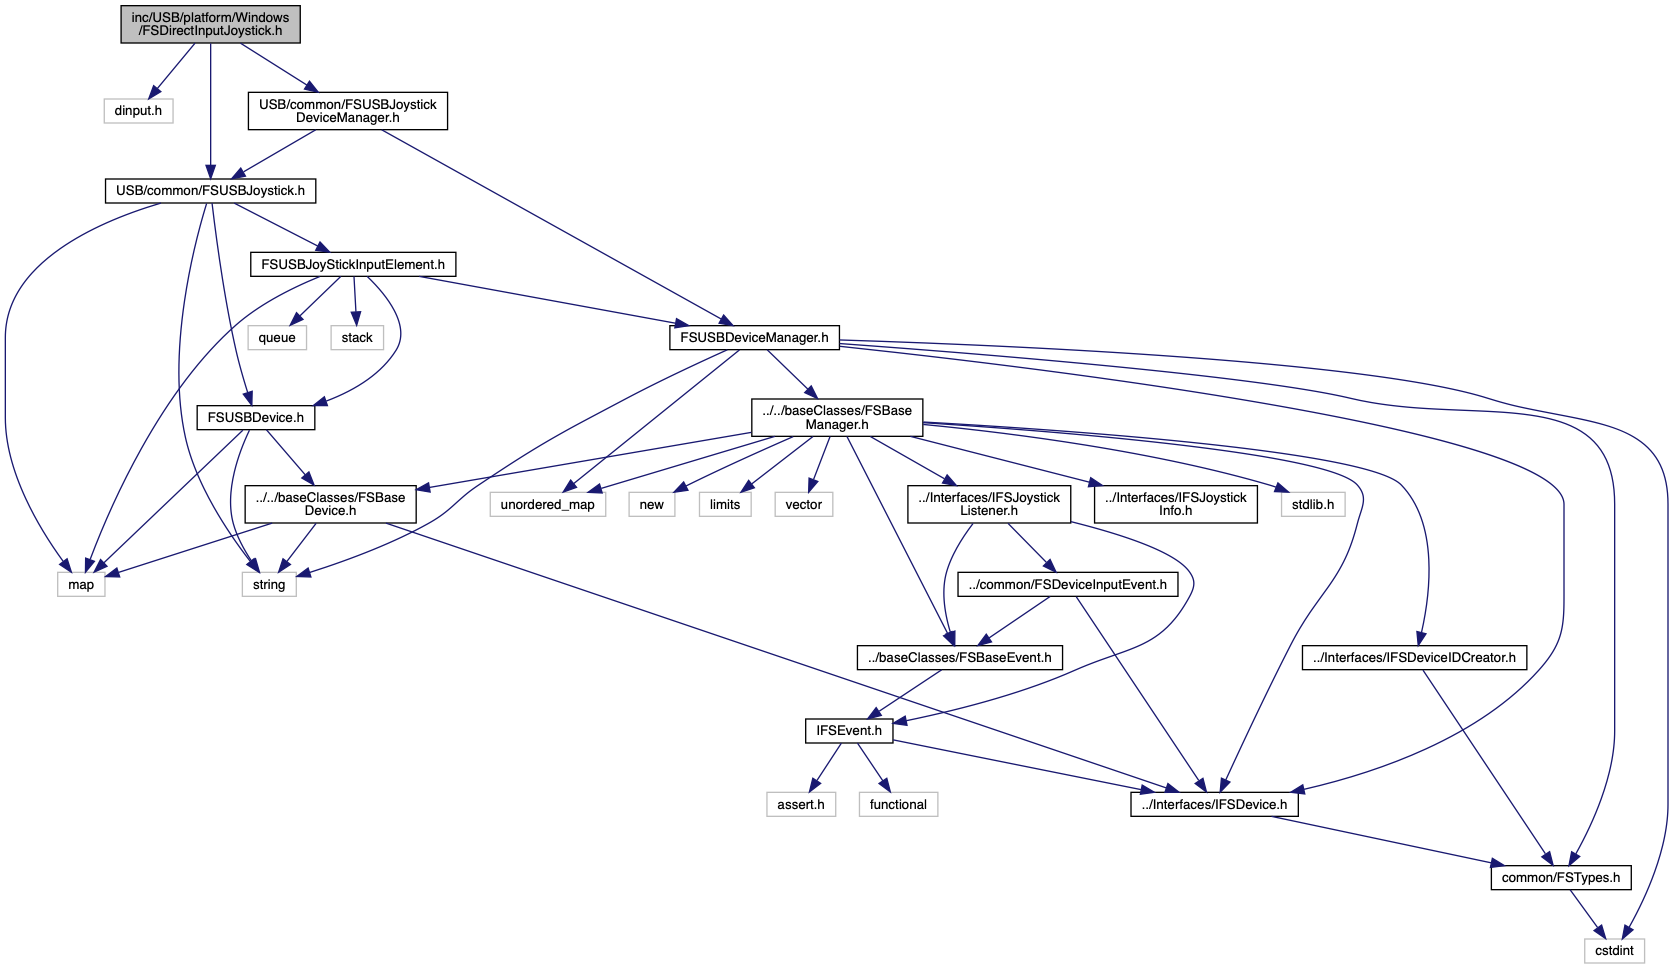 inc/USB/platform/Windows
/FSDirectInputJoystick.h
dinput.h
USB/common/FSUSBJoystick
DeviceManager.h
USB/common/FSUSBJoystick.h
FSUSBJoyStickInputElement.h
queue
stack
FSUSBDeviceManager.h
FSUSBDevice.h
../../baseClasses/FSBase
Manager.h
../../baseClasses/FSBase
Device.h
unordered_map
new
limits
vector
../Interfaces/IFSJoystick
Listener.h
../Interfaces/IFSJoystick
Info.h
stdlib.h
map
string
../common/FSDeviceInputEvent.h
../baseClasses/FSBaseEvent.h
../Interfaces/IFSDeviceIDCreator.h
IFSEvent.h
assert.h
functional
../Interfaces/IFSDevice.h
common/FSTypes.h
cstdint